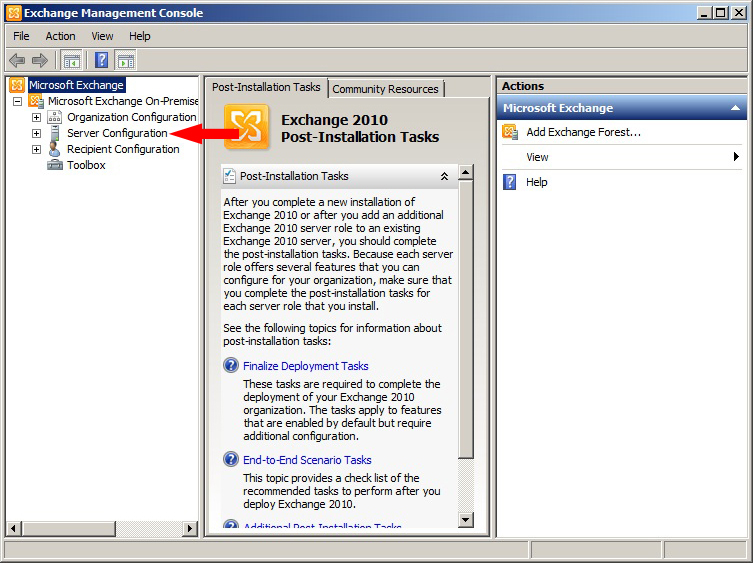 Exchange Management Console
File Action View Help
Microsoft Exchange
Microsoft Exchange On-Premise
Organization Configuration
Server Configuration
Recipient Configuration
Toolbox
Post-Installation Tasks
Community Resources
Exchange 2010
Post-Installation Tasks
Post-Installation Tasks
After you complete a new installation of
Exchange 2010 or after you add an additional
Exchange 2010 server role to an existing
Exchange 2010 server, you should complete
the post-installation tasks. Because each server
role offers several features that you can
configure for your organization, make sure that
you complete the post-installation tasks for
each server role that you install.
See the following topics for information about
post-installation tasks:
Finalize Deployment Tasks
These tasks are required to complete the
deployment of your Exchange 2010
organization. The tasks apply to features
that are enabled by default but require
additional configuration.
End-to-End Scenario Tasks
This topic provides a check list of the
recommended tasks to perform after you
deploy Exchange 2010.
Additional Post-Installation Tasks
Actions
Microsoft Exchange
Add Exchange Forest...
View
Help